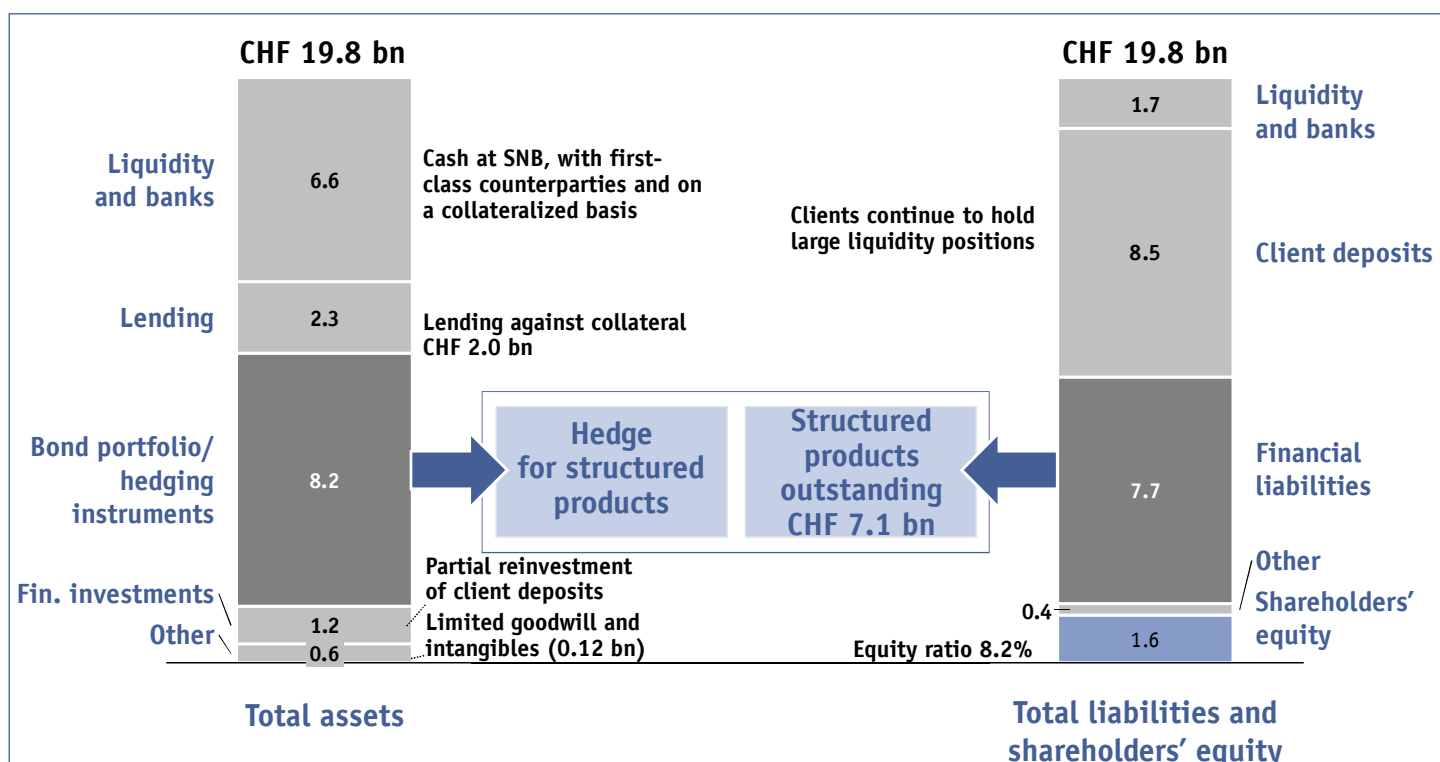 CHF 19.8 bn
Liquidity
and banks
6.6
Cash at SNB, with first-
class counterparties and on
a collateralized basis
Lending
2.3
Lending against collateral
CHF 2.0 bn
Bond portfolio/
hedging
instruments
8.2
Hedge
for structured
products
Fin. investments
1.2
Partial reinvestment
of client deposits
Other
0.6
Limited goodwill and
intangibles (0.12 bn)
Total assets
CHF 19.8 bn
1.7
Liquidity
and banks
Clients continue to hold
large liquidity positions
8.5
Client deposits
Structured
products
outstanding
CHF 7.1 bn
7.7
Financial
liabilities
0.4
Other
Equity ratio 8.2%
1.6
Shareholders'
equity
Total liabilities and
shareholders' equity